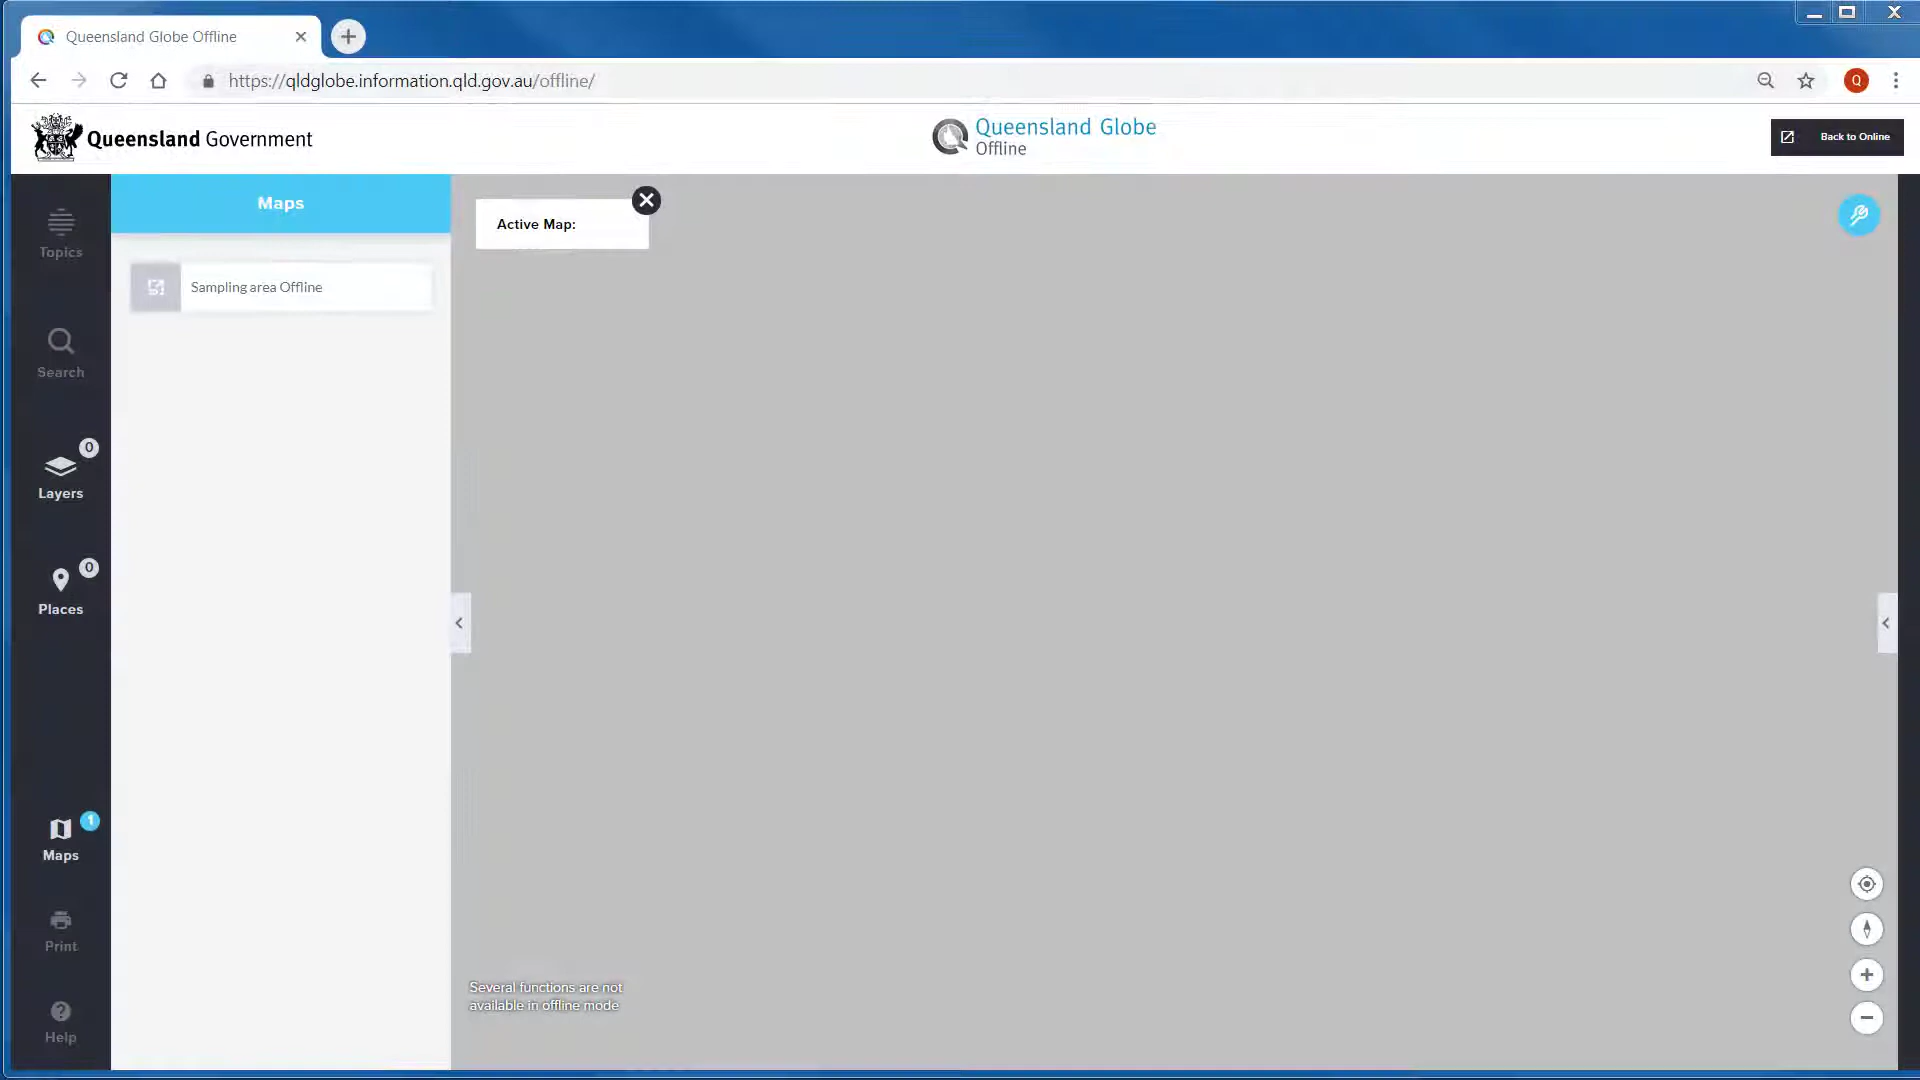 Queensland Globe Offline
https://qldglobe.information.qld.gov.au/offline/
Q
Queensland Government
Queensland Globe
Offline
Back to Online
Topics
Maps
Active Map:
Sampling area Offline
Search
0
Layers
0
Places
1
Maps
Print
Several functions are not
available in offline mode
Help